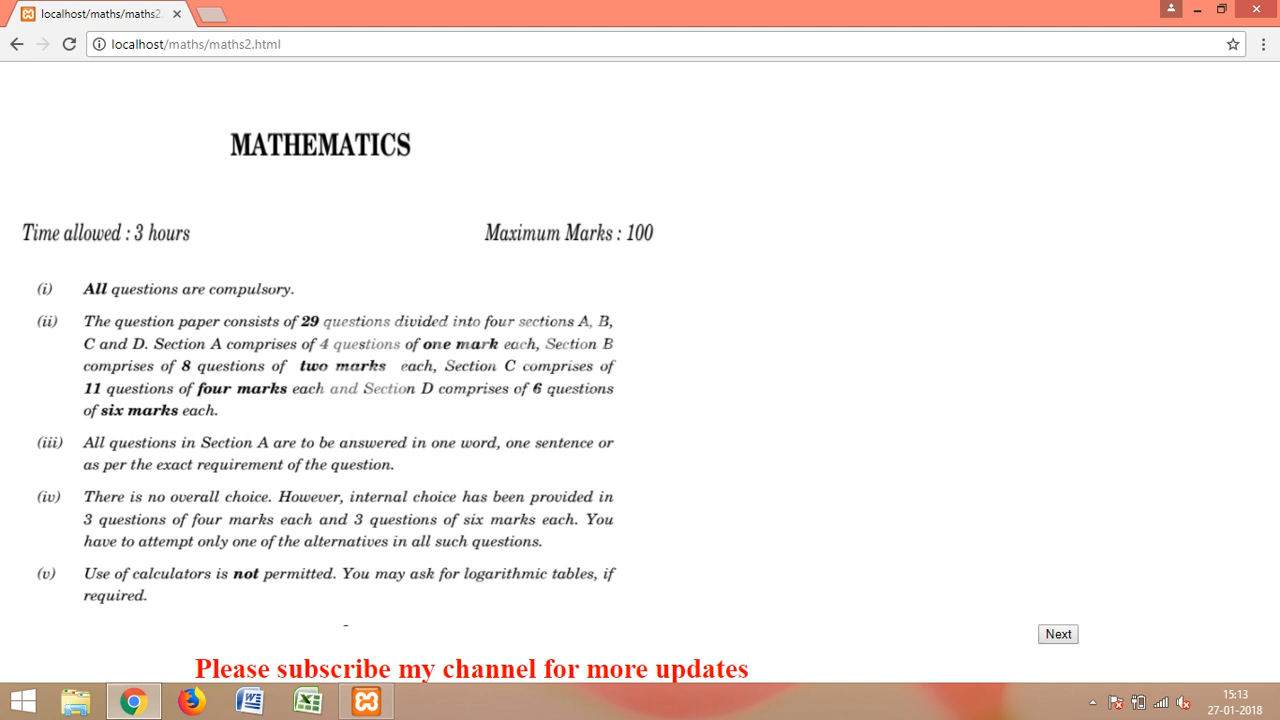 localhost/maths/maths2.
localhost/maths/maths2.html
MATHEMATICS
Time allowed : 3 hours Maximum Marks : 100
(i) All questions are compulsory.
(ii) The question paper consists of 29 questions divided into four sections A, B,
C and D. Section A comprises of 4 questions of one mark each, Section B
comprises of 8 questions of two marks each, Section C comprises of
11 questions of four marks each and Section D comprises of 6 questions
of six marks each.
(iii) All questions in Section A are to be answered in one word, one sentence or
as per the exact requirement of the question.
(iv) There is no overall choice. However, internal choice has been provided in
3 questions of four marks each and 3 questions of six marks each. You
have to attempt only one of the alternatives in all such questions.
(v) Use of calculators is not permitted. You may ask for logarithmic tables, if
required.
-
Next
Please subscribe my channel for more updates
15:13
27-01-2018